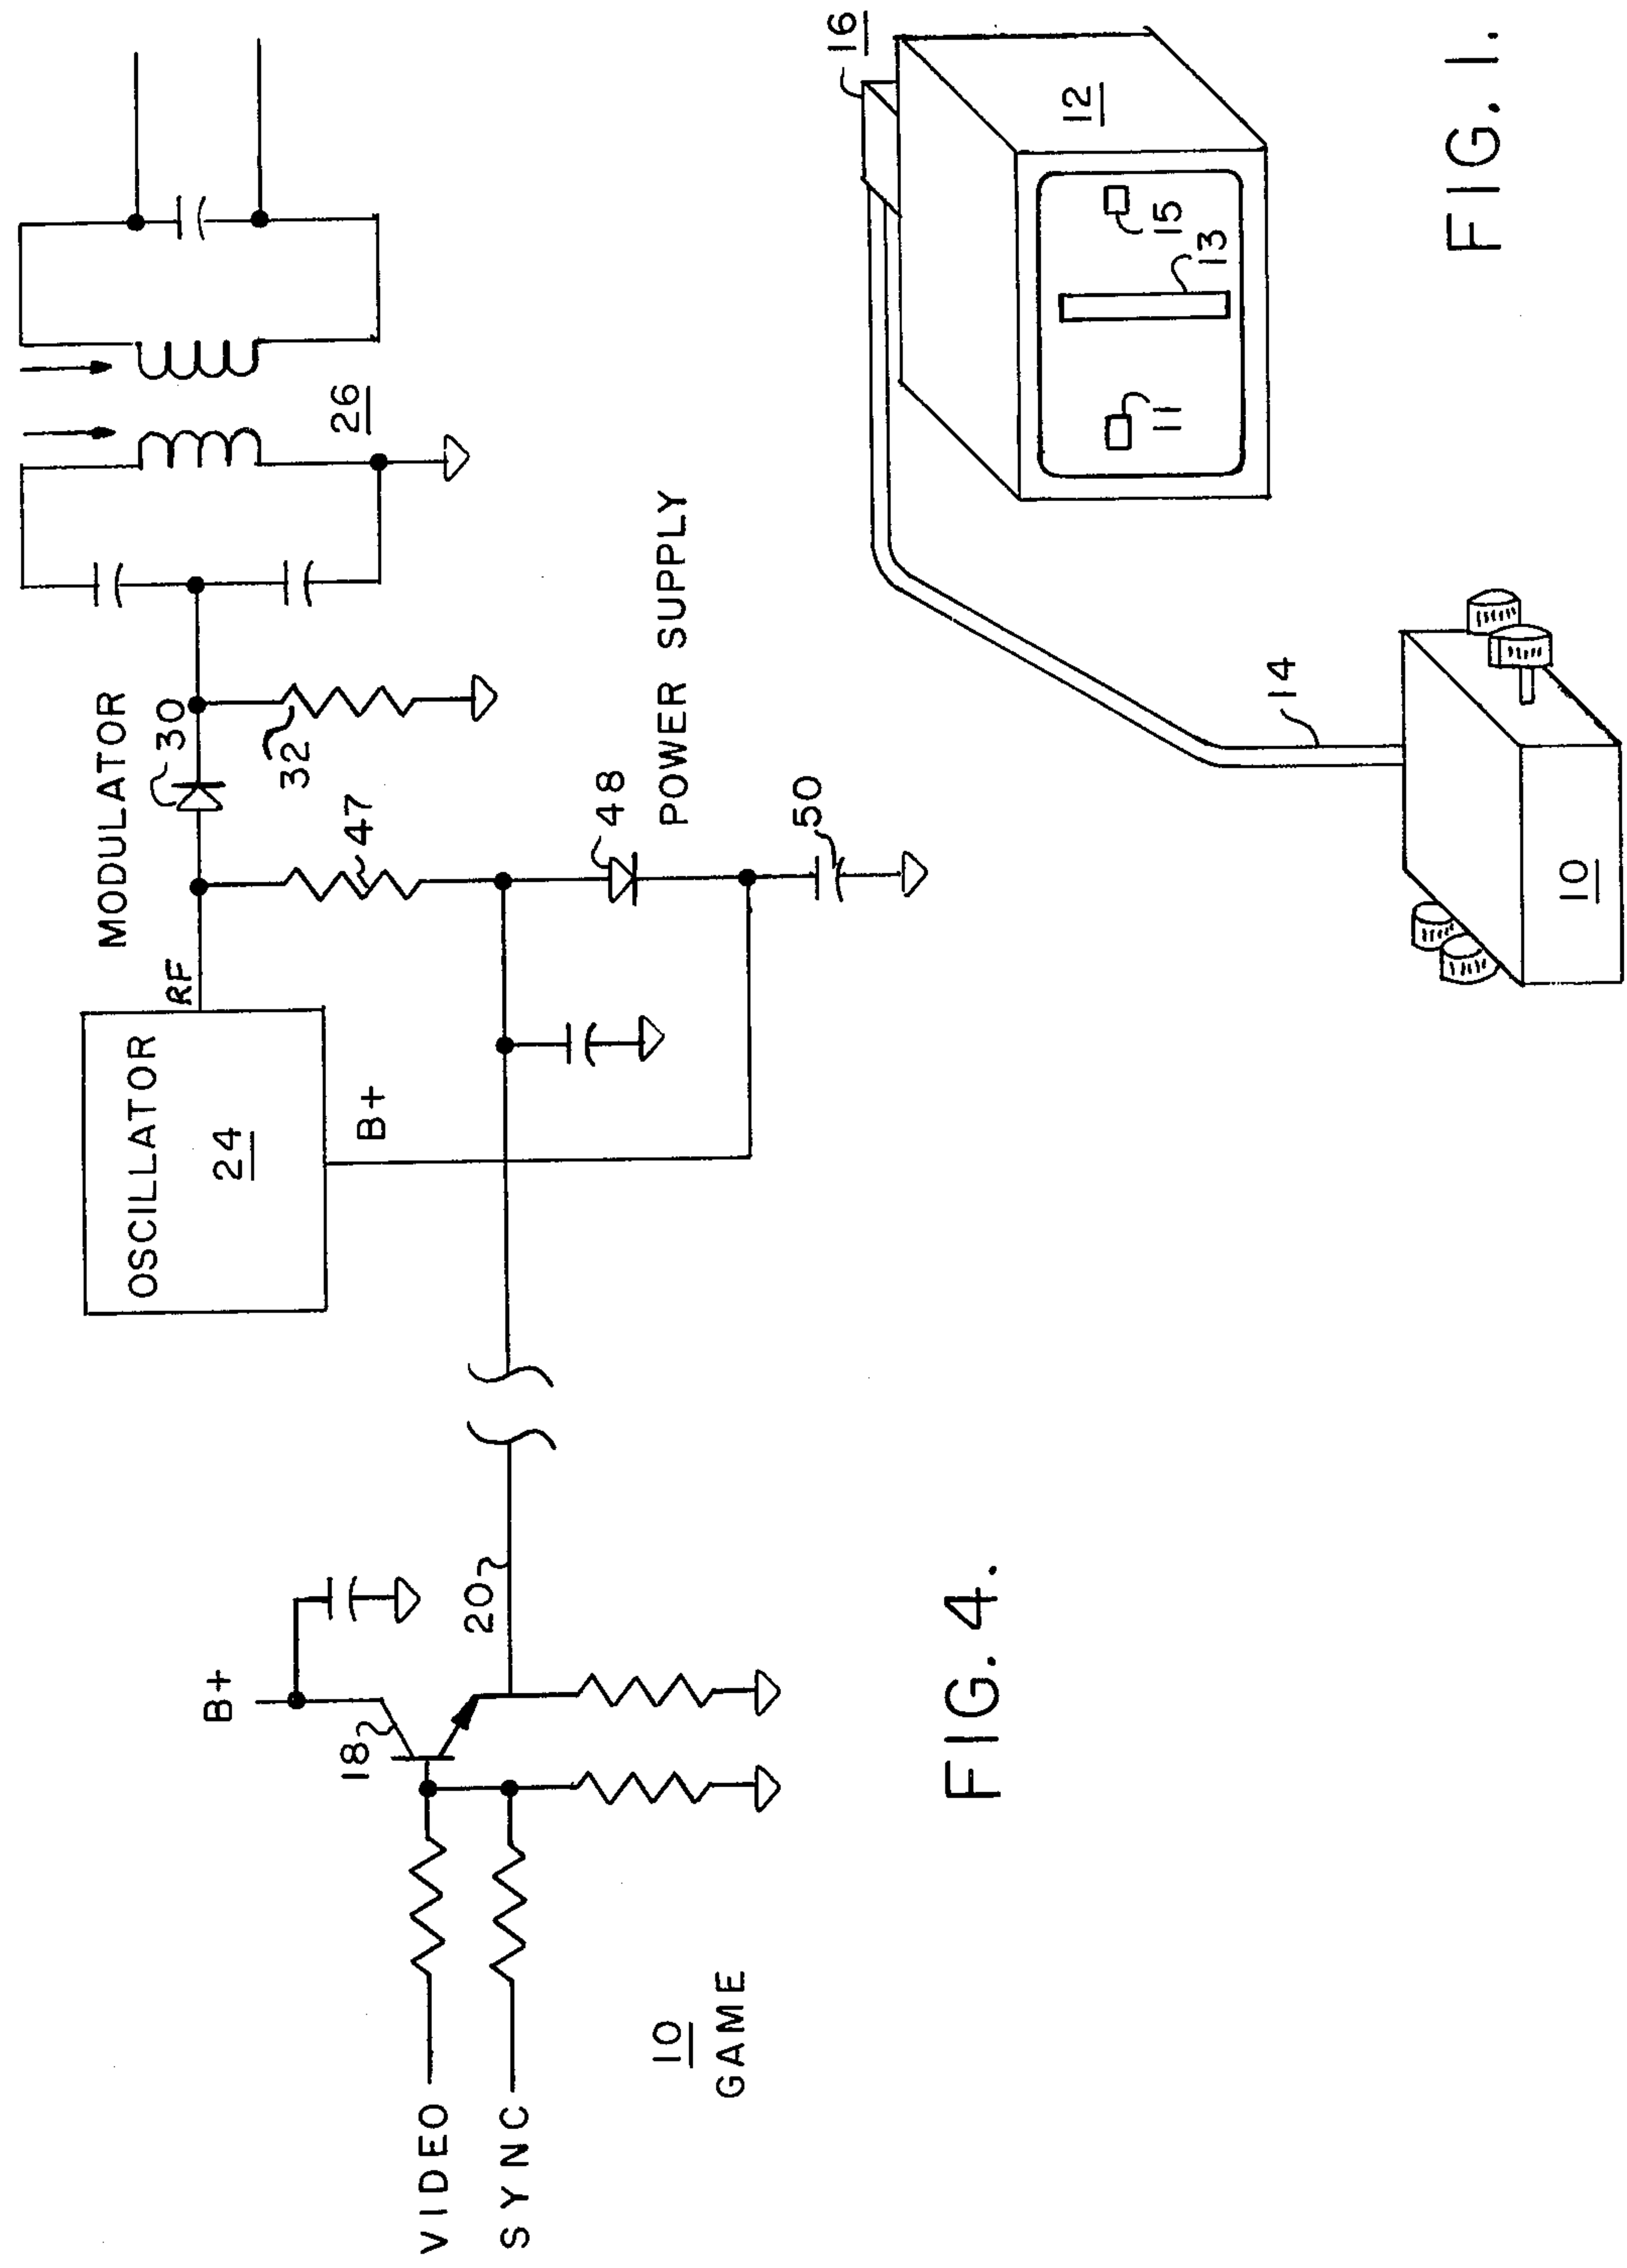 MODULATOR
RF
30
OSCILLATOR
24
B+
32
47
26
48
POWER SUPPLY
50
B+
18
20
VIDEO
SYNC
10
GAME
FIG. 4.
16
12
15
13
11
14
10
FIG. 1.